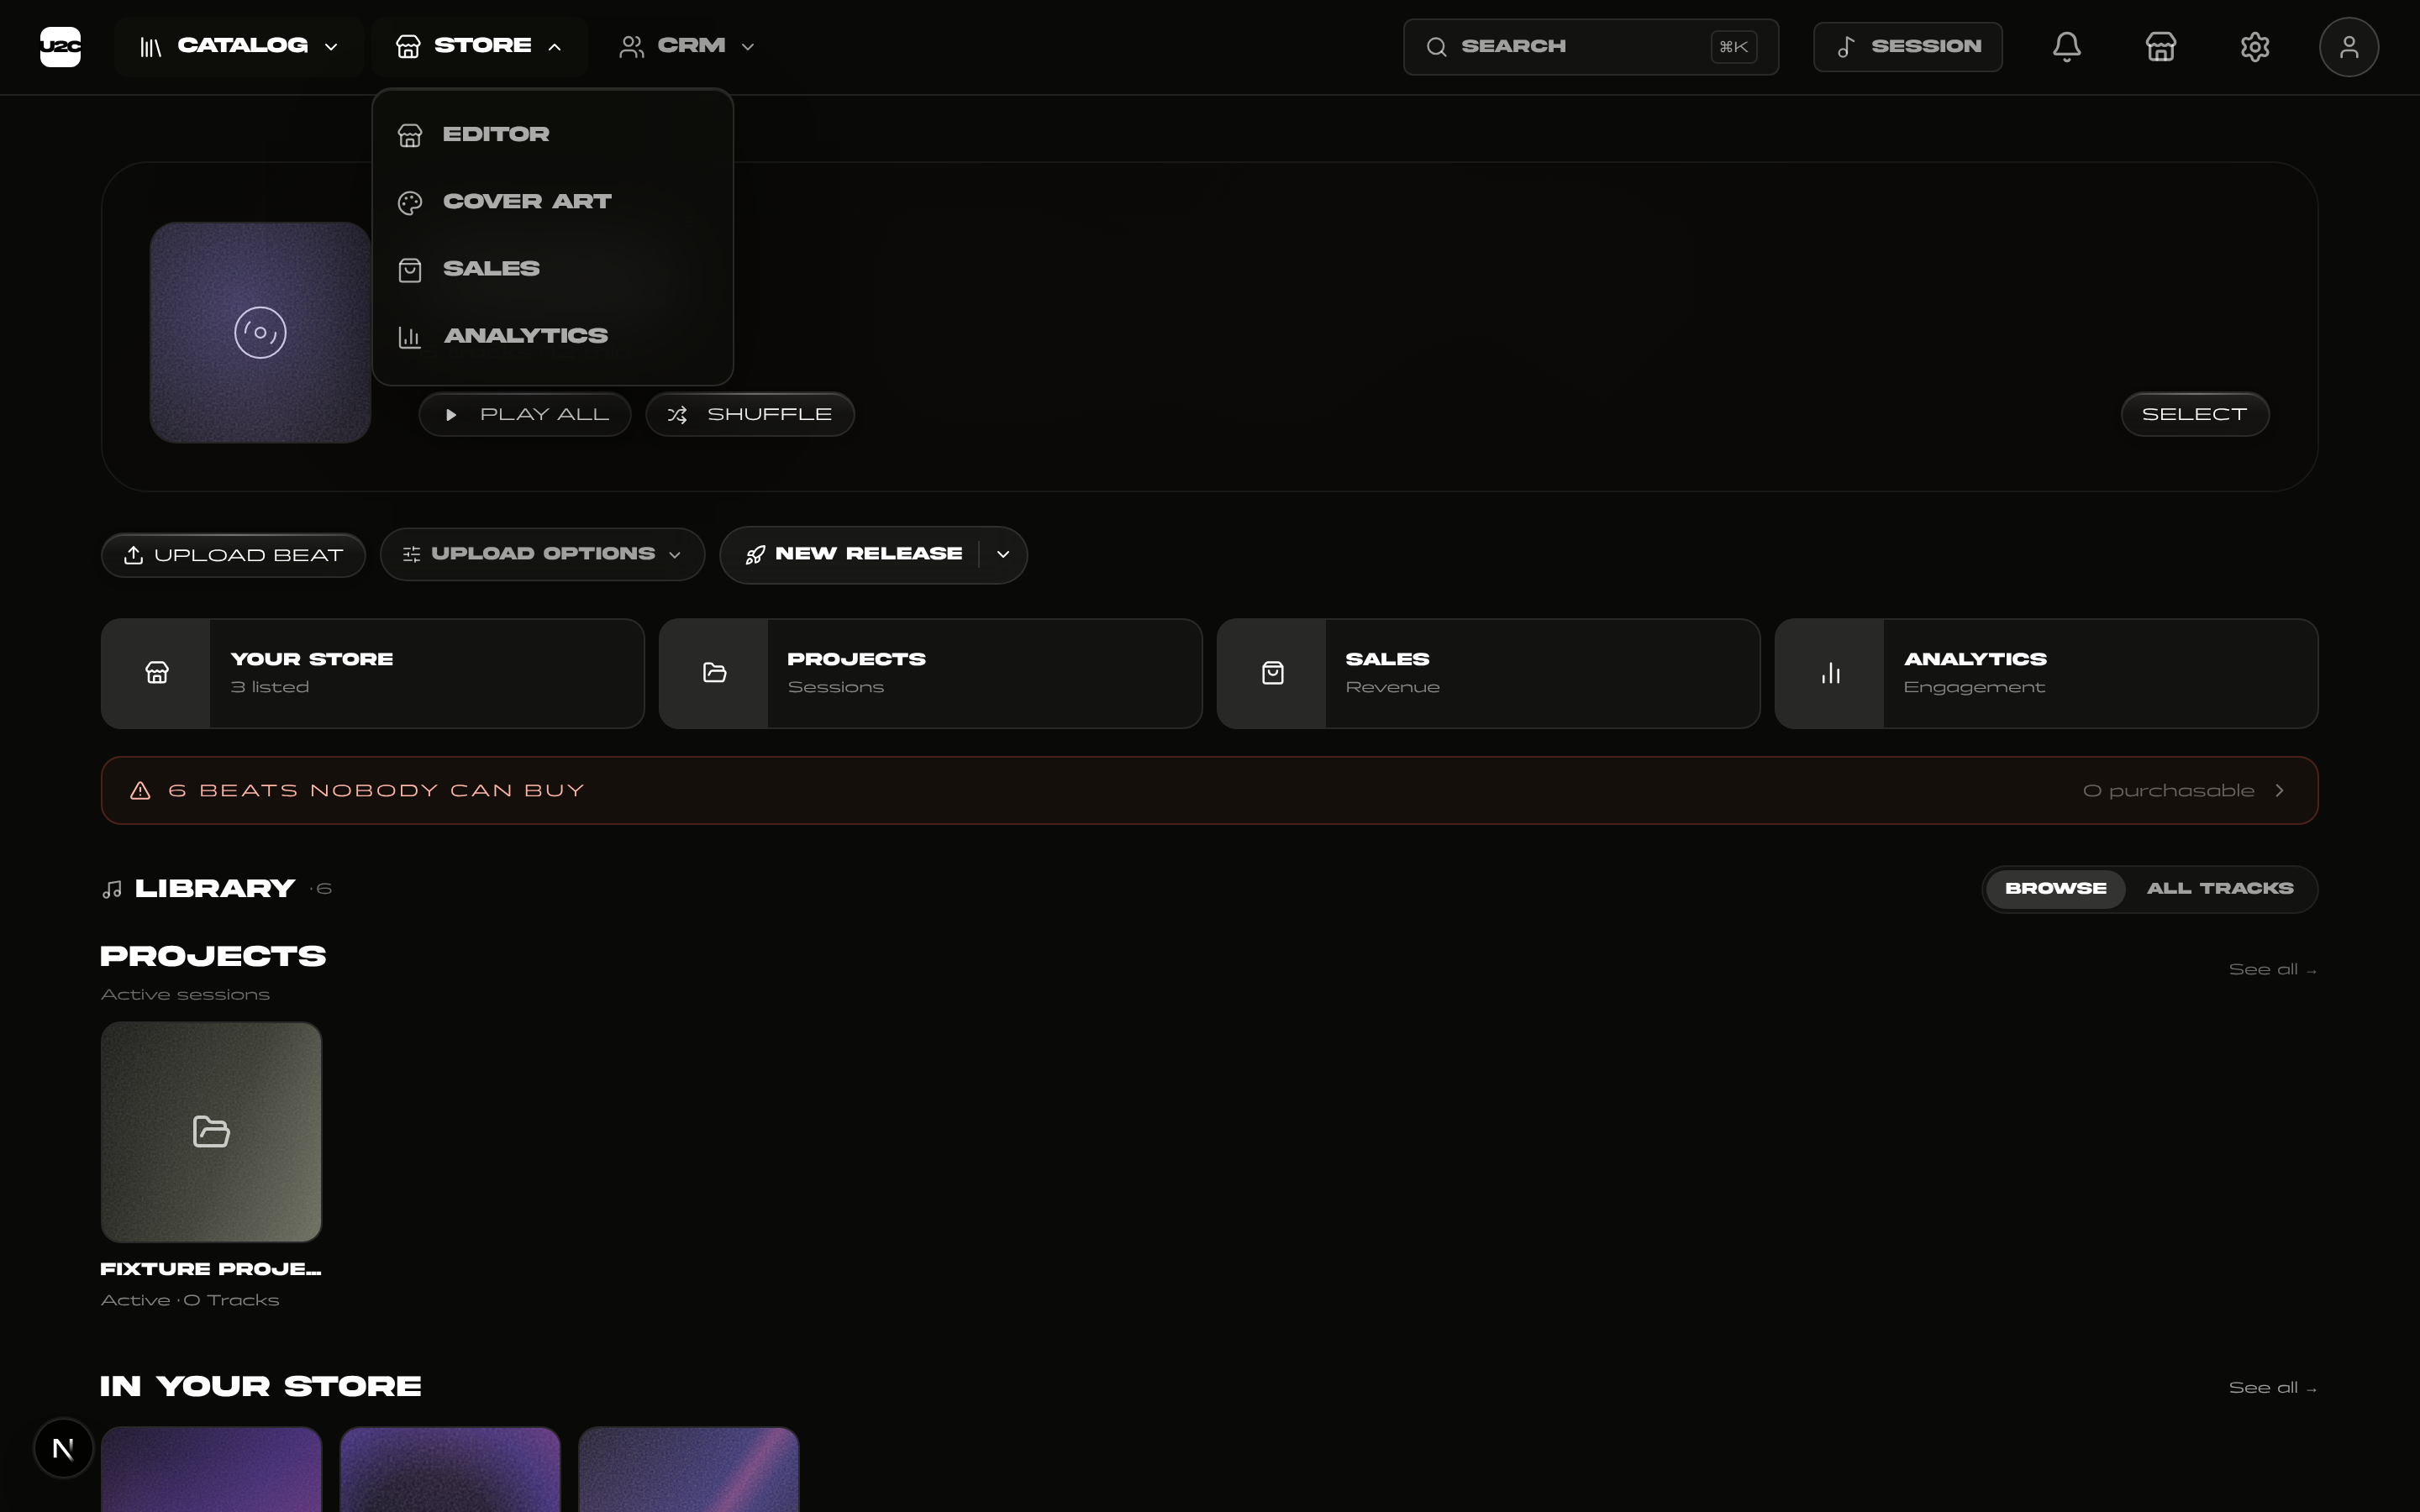 U2C CATALOG STORE CRM SEARCH ⌘K SESSION
EDITOR
COVER ART
SALES
ANALYTICS
PLAY ALL SHUFFLE SELECT
UPLOAD BEAT UPLOAD OPTIONS NEW RELEASE
YOUR STORE
3 listed
PROJECTS
Sessions
SALES
Revenue
ANALYTICS
Engagement
6 BEATS NOBODY CAN BUY 0 purchasable
LIBRARY ·6 BROWSE ALL TRACKS
PROJECTS
See all →
Active sessions
FIXTURE PROJE...
Active ·0 Tracks
IN YOUR STORE See all →
N